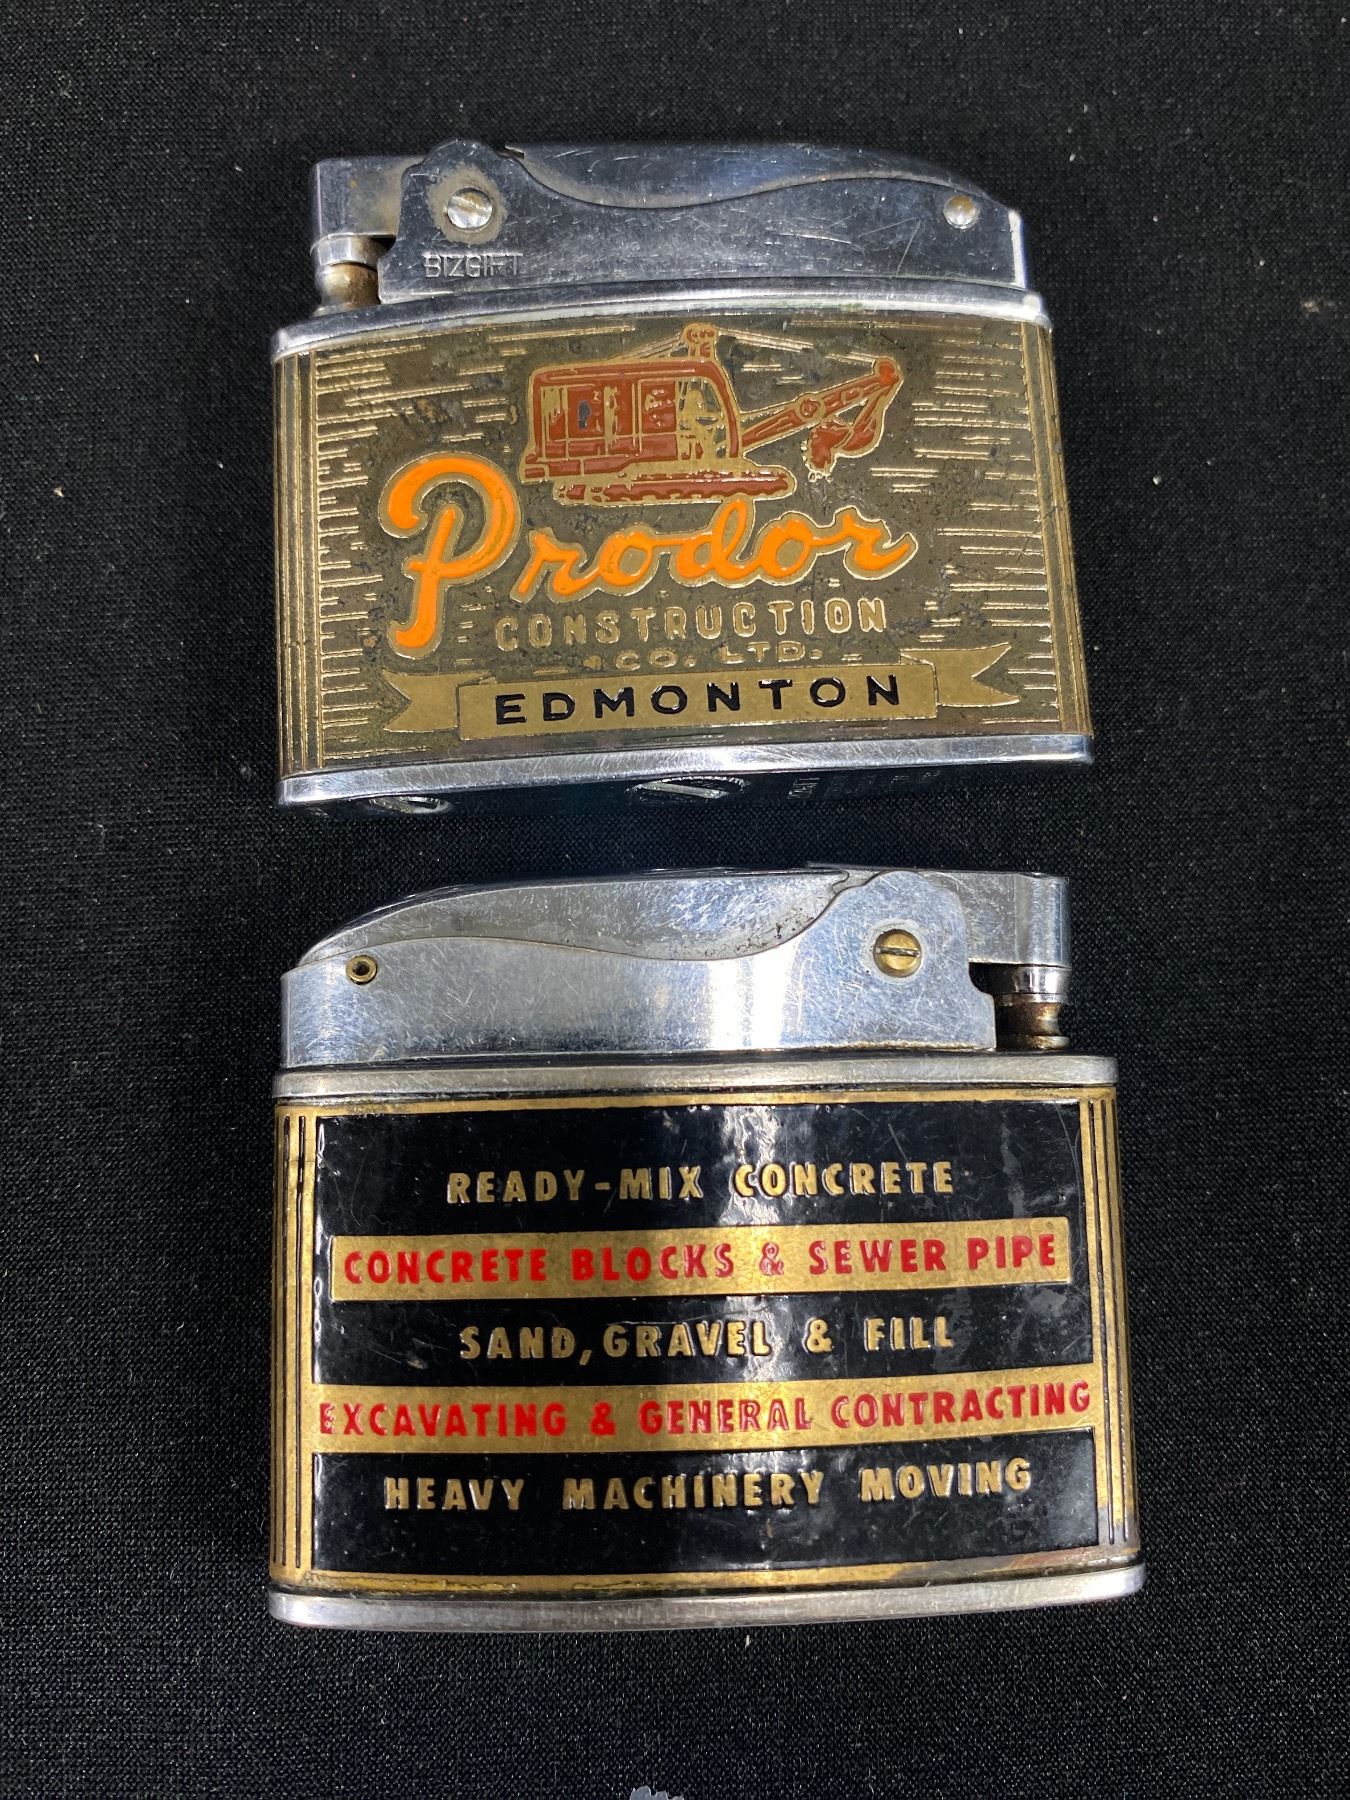 BIZGIFT
Prodor
CONSTRUCTION
CO. LTD.
EDMONTON
READY-MIX CONCRETE
CONCRETE BLOCKS & SEWER PIPE
SAND, GRAVEL & FILL
EXCAVATING & GENERAL CONTRACTING
HEAVY MACHINERY MOVING